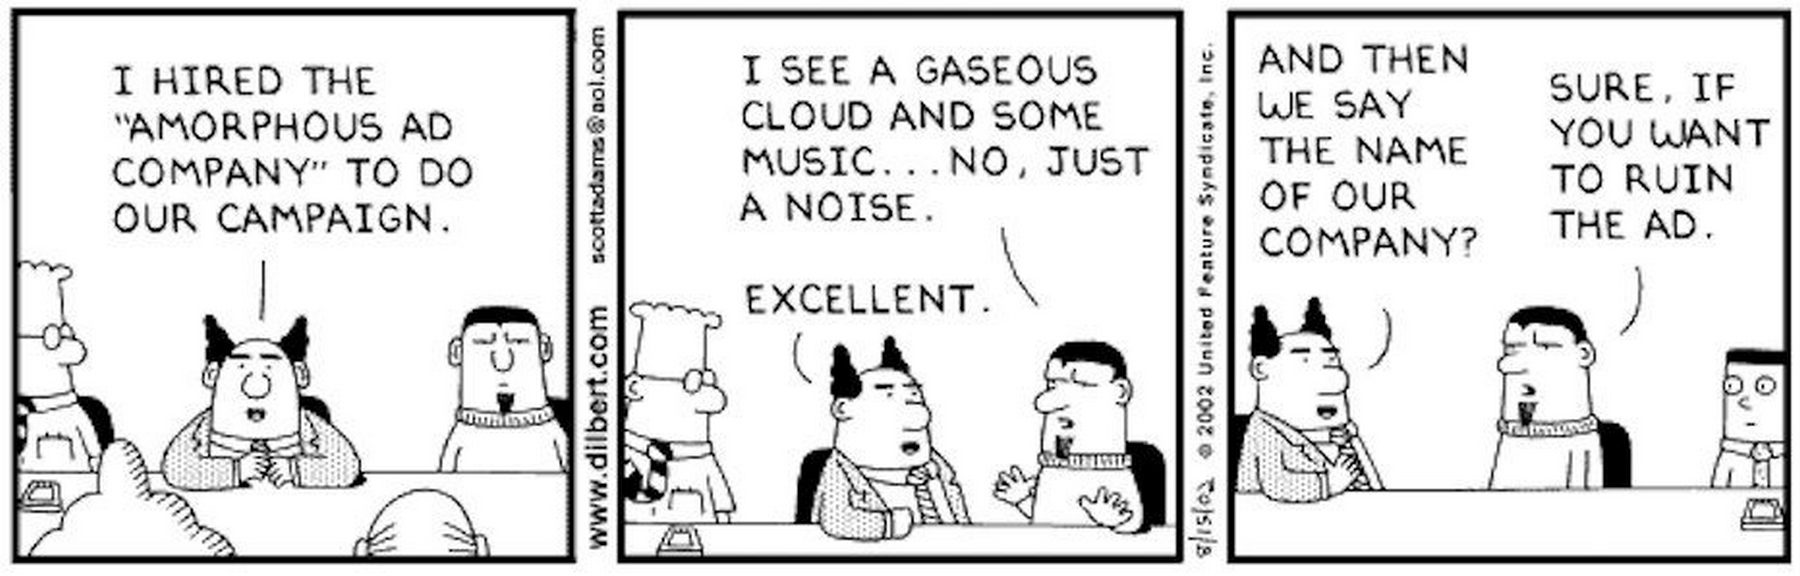 I HIRED THE
"AMORPHOUS AD
COMPANY" TO DO
OUR CAMPAIGN.
scottadams@aol.com
www.dilbert.com
I SEE A GASEOUS
CLOUD AND SOME
MUSIC...NO, JUST
A NOISE.
EXCELLENT.
8/15/02 © 2002 United Feature Syndicate, Inc.
AND THEN
WE SAY
THE NAME
OF OUR
COMPANY?
SURE, IF
YOU WANT
TO RUIN
THE AD.